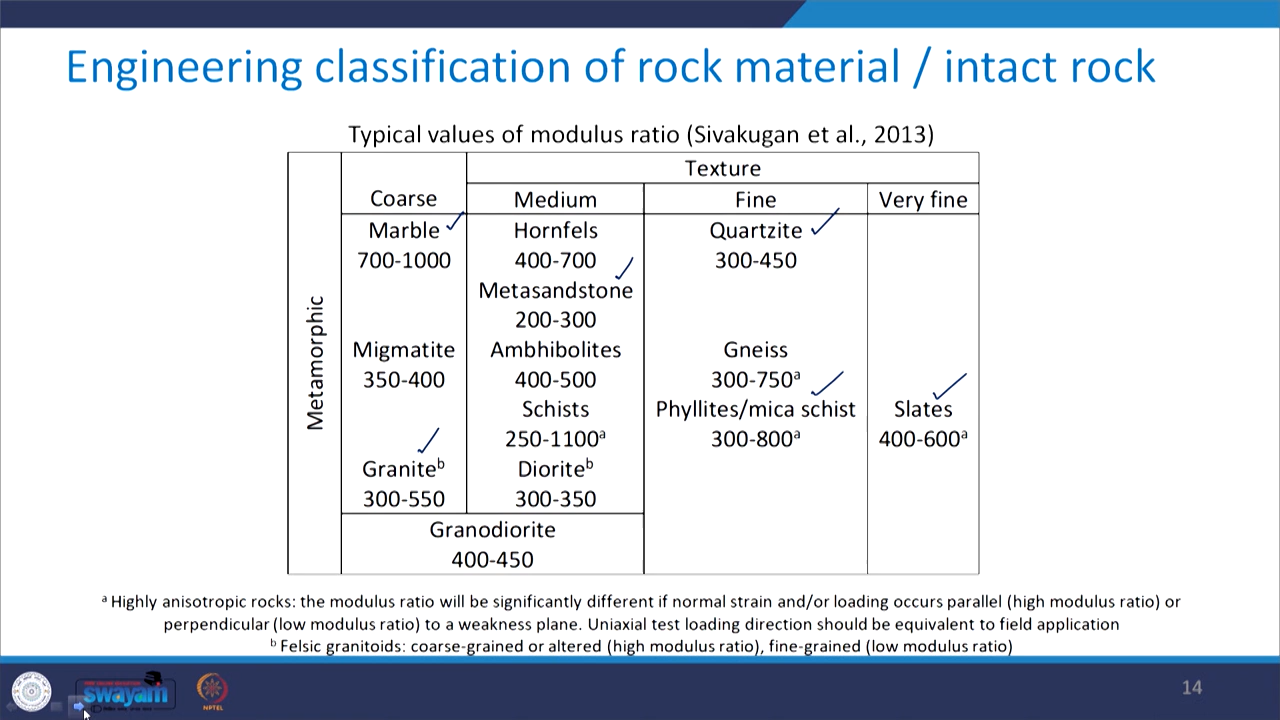 Engineering classification of rock material / intact rock
Typical values of modulus ratio (Sivakugan et al., 2013)
Texture
Coarse Medium Fine Very fine
Metamorphic
Marble Hornfels Quartzite
700-1000 400-700 300-450
Metasandstone
200-300
Migmatite Ambhibolites Gneiss
350-400 400-500 300-750ᵃ
Schists Phyllites/mica schist Slates
250-1100ᵃ 300-800ᵃ 400-600ᵃ
Graniteᵇ Dioriteᵇ
300-550 300-350
Granodiorite
400-450
ᵃ Highly anisotropic rocks: the modulus ratio will be significantly different if normal strain and/or loading occurs parallel (high modulus ratio) or
perpendicular (low modulus ratio) to a weakness plane. Uniaxial test loading direction should be equivalent to field application
ᵇ Felsic granitoids: coarse-grained or altered (high modulus ratio), fine-grained (low modulus ratio)
swayam
NPTEL
14